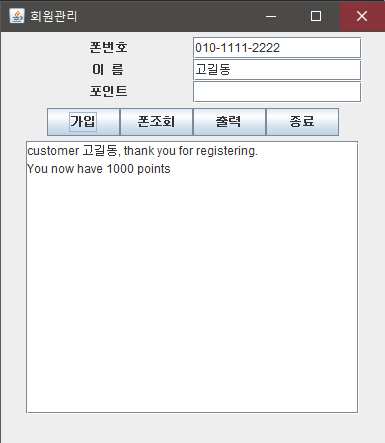 회원관리
폰번호 010-1111-2222
이 름 고길동
포인트
가입 폰조회 출력 종료
customer 고길동, thank you for registering.
You now have 1000 points